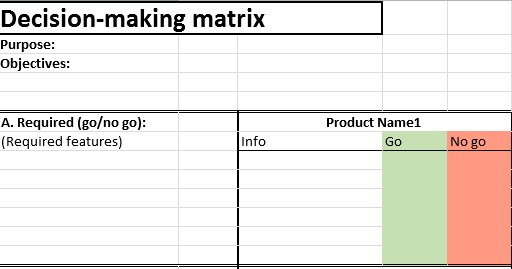 Decision-making matrix
Purpose:
Objectives:
A. Required (go/no go): Product Name1
(Required features) Info Go No go